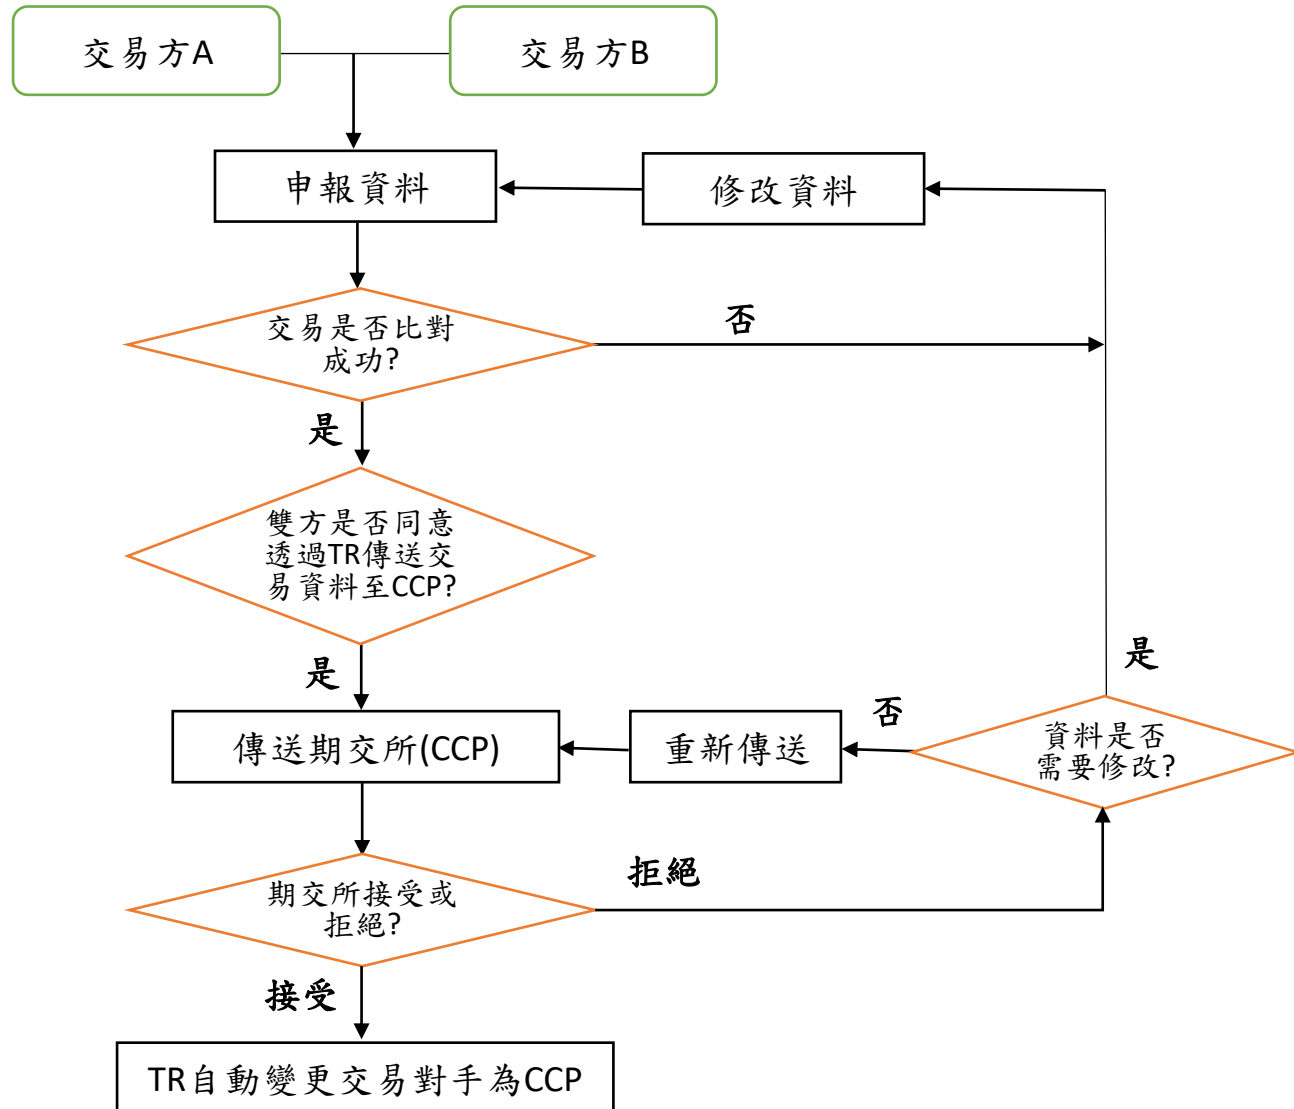 交易方A
交易方B
申報資料
修改資料
交易是否比對
成功?
否
是
雙方是否同意
透過TR傳送交
易資料至CCP?
是
是
傳送期交所(CCP)
重新傳送
否
資料是否
需要修改?
期交所接受或
拒絕?
拒絕
接受
TR自動變更交易對手為CCP